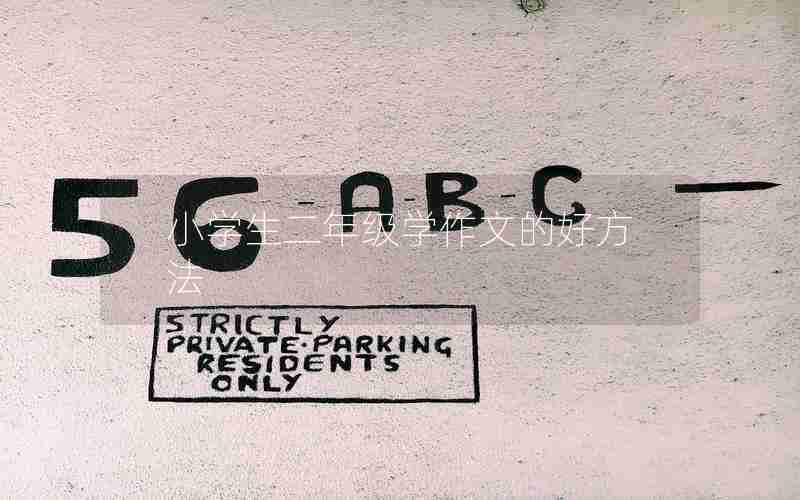 56-A-B-C
小学生二年级学作文的好方
法
STRICTLY
PRIVATE·PARKING
RESIDENTS
ONLY